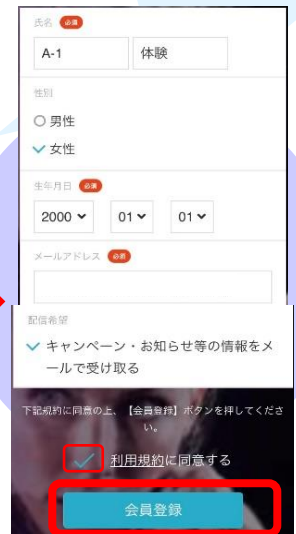 氏名 必須
A-1 体験
性別
男性
女性
生年月日 必須
2000 01 01
メールアドレス 必須
配信希望
キャンペーン・お知らせ等の情報をメ
ールで受け取る
下記規約に同意の上、【会員登録】ボタンを押してくださ
い。
利用規約に同意する
会員登録